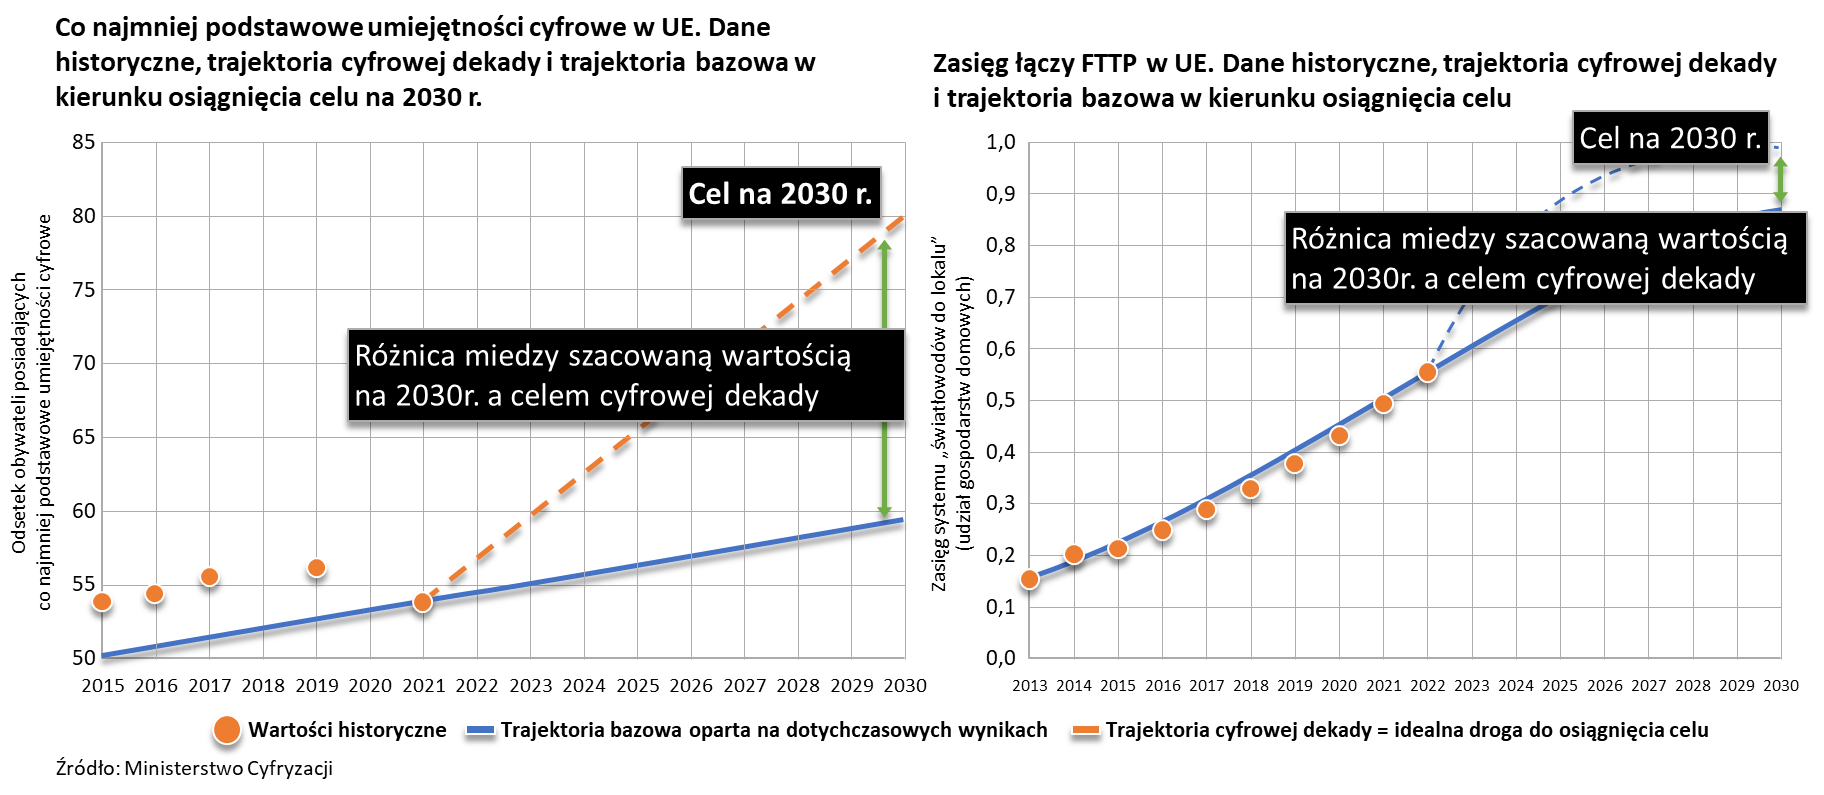 Co najmniej podstawowe umiejętności cyfrowe w UE. Dane
historyczne, trajektoria cyfrowej dekady i trajektoria bazowa w
kierunku osiągnięcia celu na 2030 r.
Odsetek obywateli posiadających
co najmniej podstawowe umiejętności cyfrowe
85
80
75
70
65
60
55
50
Cel na 2030 r.
Różnica miedzy szacowaną wartością
na 2030r. a celem cyfrowej dekady
2015 2016 2017 2018 2019 2020 2021 2022 2023 2024 2025 2026 2027 2028 2029 2030
Zasięg łączy FTTP w UE. Dane historyczne, trajektoria cyfrowej dekady
i trajektoria bazowa w kierunku osiągnięcia celu
Zasięg systemu „światłowodów do lokalu”
(udział gospodarstw domowych)
1,0
0,9
0,8
0,7
0,6
0,5
0,4
0,3
0,2
0,1
0,0
Cel na 2030 r.
Różnica miedzy szacowaną wartością
na 2030r. a celem cyfrowej dekady
2013 2014 2015 2016 2017 2018 2019 2020 2021 2022 2023 2024 2025 2026 2027 2028 2029 2030
Wartości historyczne
Trajektoria bazowa oparta na dotychczasowych wynikach
Trajektoria cyfrowej dekady = idealna droga do osiągnięcia celu
Źródło: Ministerstwo Cyfryzacji